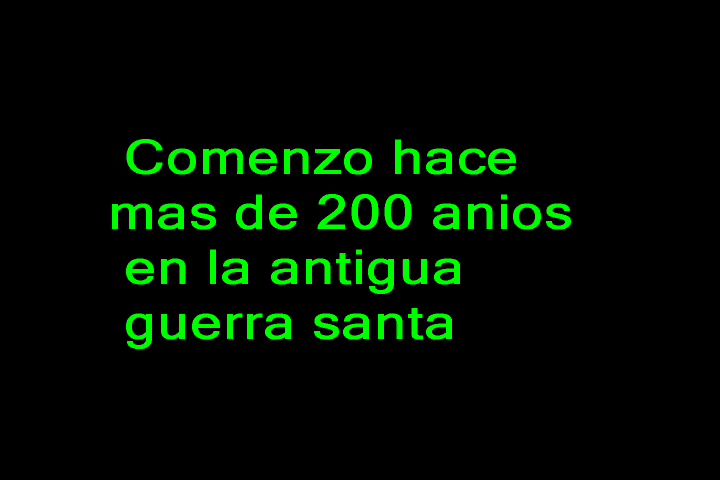 Comenzo hace
mas de 200 anios
en la antigua
guerra santa